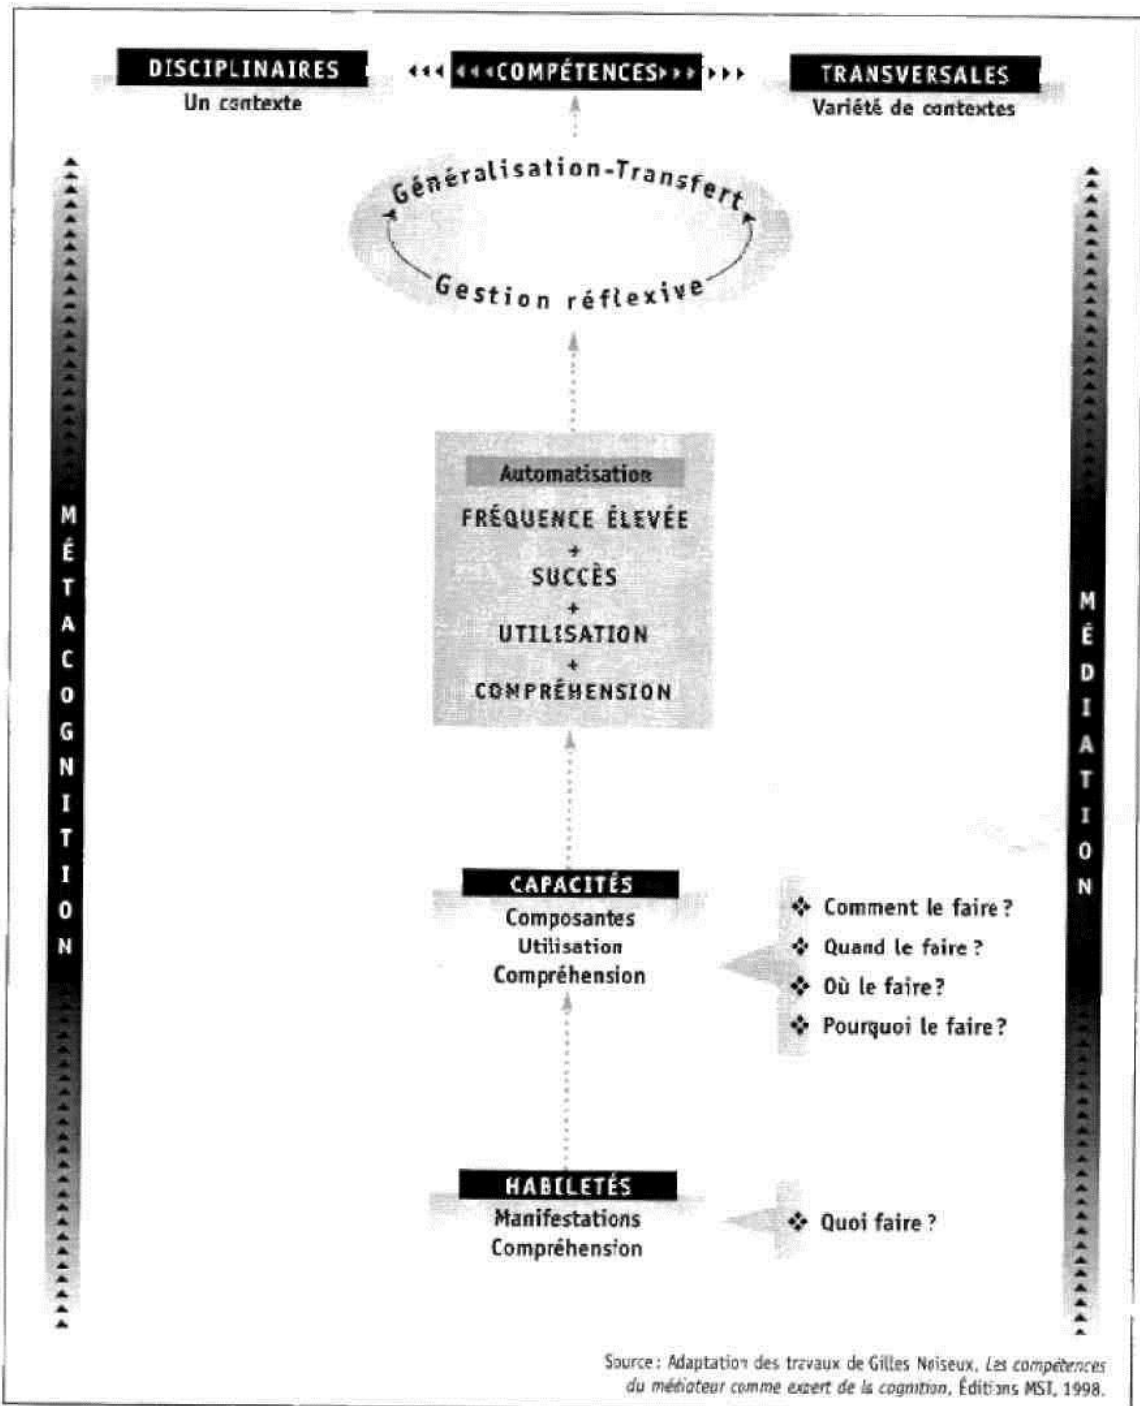 DISCIPLINAIRES
COMPÉTENCES
TRANSVERSALES
Un contexte
Variété de contextes
Généralisation-Transfert
Gestion réflexive
Automatisation
FRÉQUENCE ÉLEVÉE
+
SUCCÈS
+
UTILISATION
+
COMPRÉHENSION
MÉTACOGNITION
MÉDIATION
CAPACITÉS
Composantes
Utilisation
Compréhension
❖ Comment le faire ?
❖ Quand le faire ?
❖ Où le faire ?
❖ Pourquoi le faire ?
HABILETÉS
Manifestations
Compréhension
❖ Quoi faire ?
Source : Adaptation des travaux de Gilles Noiseux, Les compétences
du médiateur comme expert de la cognition, Éditions MST, 1998.